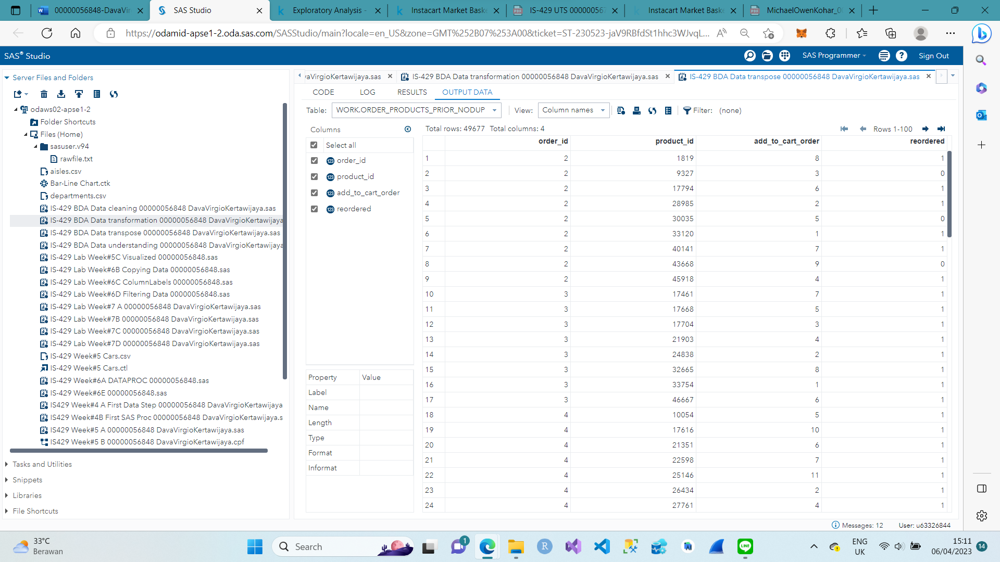 00000056848-DavaVir
SAS Studio
Exploratory Analysis -
Instacart Market Baske
IS-429 UTS 000000567
Instacart Market Baske
MichaelOwenKohar_0
https://odamid-apse1-2.oda.sas.com/SASStudio/main?locale=en_US&zone=GMT%252B07%253A00&ticket=ST-230523-jaV9RBfdSt1hhc3WJvqL...
SAS® Studio
SAS Programmer
Sign Out
Server Files and Folders
odaws02-apse1-2
Folder Shortcuts
Files (Home)
sasuser.v94
rawfile.txt
aisles.csv
Bar-Line Chart.ctk
departments.csv
IS-429 BDA Data cleaning 00000056848 DavaVirgioKertawijaya.sas
IS-429 BDA Data transformation 00000056848 DavaVirgioKertawijaya
IS-429 BDA Data transpose 00000056848 DavaVirgioKertawijaya.sas
IS-429 BDA Data understanding 00000056848 DavaVirgioKertawijaya
IS-429 Lab Week#5C Visualized 00000056848.sas
IS-429 Lab Week#6B Copying Data 00000056848.sas
IS-429 Lab Week#6C ColumnLabels 00000056848.sas
IS-429 Lab Week#6D Filtering Data 00000056848.sas
IS-429 Lab Week#7 A 00000056848 DavaVirgioKertawijaya.sas
IS-429 Lab Week#7B 00000056848 DavaVirgioKertawijaya.sas
IS-429 Lab Week#7C 00000056848 DavaVirgioKertawijaya.sas
IS-429 Lab Week#7D 00000056848 DavaVirgioKertawijaya.sas
IS-429 Week#5 Cars.csv
IS-429 Week#5 Cars.ctl
IS-429 Week#6A DATAPROC 00000056848.sas
IS-429 Week#6E 00000056848.sas
IS429 Week#4 A First Data Step 00000056848 DavaVirgioKertawijaya
IS429 Week#4B First SAS Proc 00000056848 DavaVirgioKertawijaya.s
IS429 Week#5 A 00000056848 DavaVirgioKertawijaya.sas
IS429 Week#5 B 00000056848 DavaVirgioKertawijaya.cpf
Tasks and Utilities
Snippets
Libraries
File Shortcuts
vaVirgioKertawijaya.sas
IS-429 BDA Data transformation 00000056848 DavaVirgioKertawijaya.sas
IS-429 BDA Data transpose 00000056848 DavaVirgioKertawijaya.sas
CODE LOG RESULTS OUTPUT DATA
Table: WORK.ORDER_PRODUCTS_PRIOR_NODUP View: Column names Filter: (none)
Columns
Select all
order_id
product_id
add_to_cart_order
reordered
Property Value
Label
Name
Length
Type
Format
Informat
Total rows: 49677 Total columns: 4 Rows 1-100
order_id product_id add_to_cart_order reordered
1 2 1819 8 1
2 2 9327 3 0
3 2 17794 6 1
4 2 28985 2 1
5 2 30035 5 0
6 2 33120 1 1
7 2 40141 7 1
8 2 43668 9 0
9 2 45918 4 1
10 3 17461 7 1
11 3 17668 5 1
12 3 17704 3 1
13 3 21903 4 1
14 3 24838 2 1
15 3 32665 8 1
16 3 33754 1 1
17 3 46667 6 1
18 4 10054 5 1
19 4 17616 10 1
20 4 21351 6 1
21 4 22598 7 1
22 4 25146 11 1
23 4 26434 2 1
24 4 27761 4 1
Messages: 12 User: u63326844
33°C
Berawan
Search
1
LINE
ENG
UK
15:11
06/04/2023
14